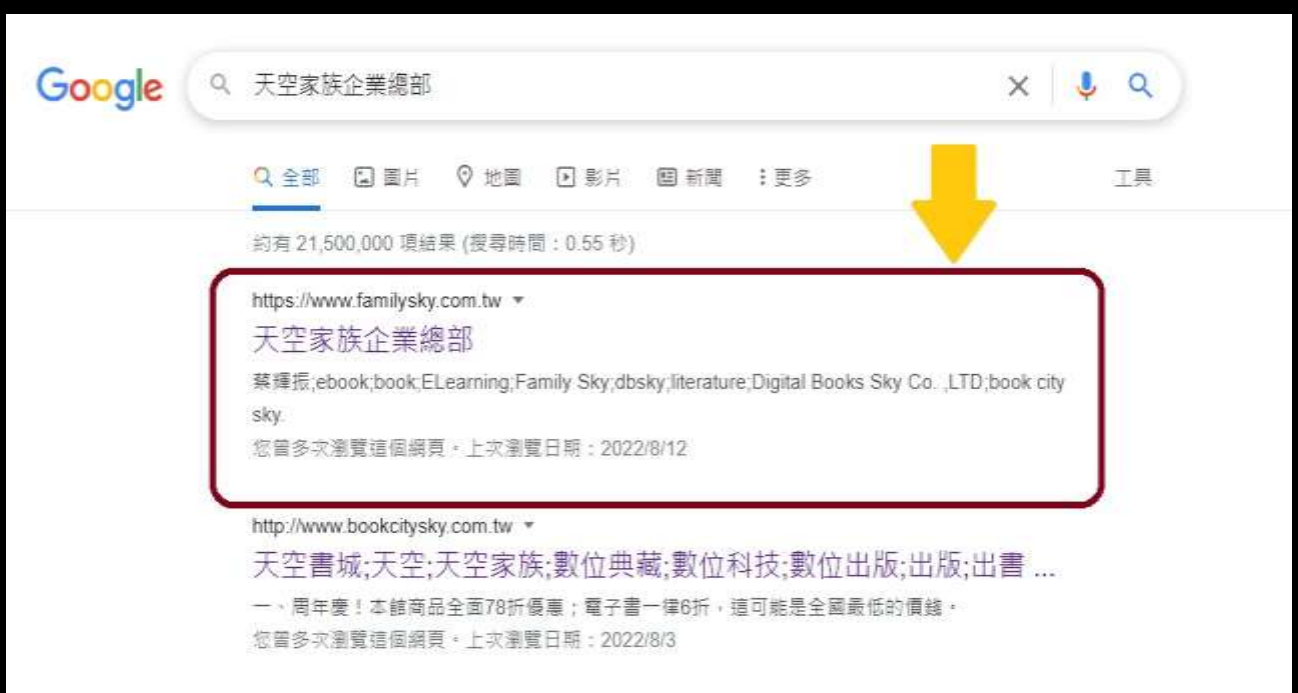 Google
天空家族企業總部
全部 圖片 地圖 影片 新聞 更多 工具
約有 21,500,000 項結果 (搜尋時間：0.55 秒)
https://www.familysky.com.tw
天空家族企業總部
蔡輝振;ebook;book;ELearning;Family Sky;dbsky;literature;Digital Books Sky Co. ,LTD;book city
sky.
您曾多次瀏覽這個網頁。上次瀏覽日期：2022/8/12
http://www.bookcitysky.com.tw
天空書城;天空;天空家族;數位典藏;數位科技;數位出版;出版;出書 ...
一、周年慶！本館商品全面78折優惠；電子書一律6折，這可能是全國最低的價錢。
您曾多次瀏覽這個網頁。上次瀏覽日期：2022/8/3